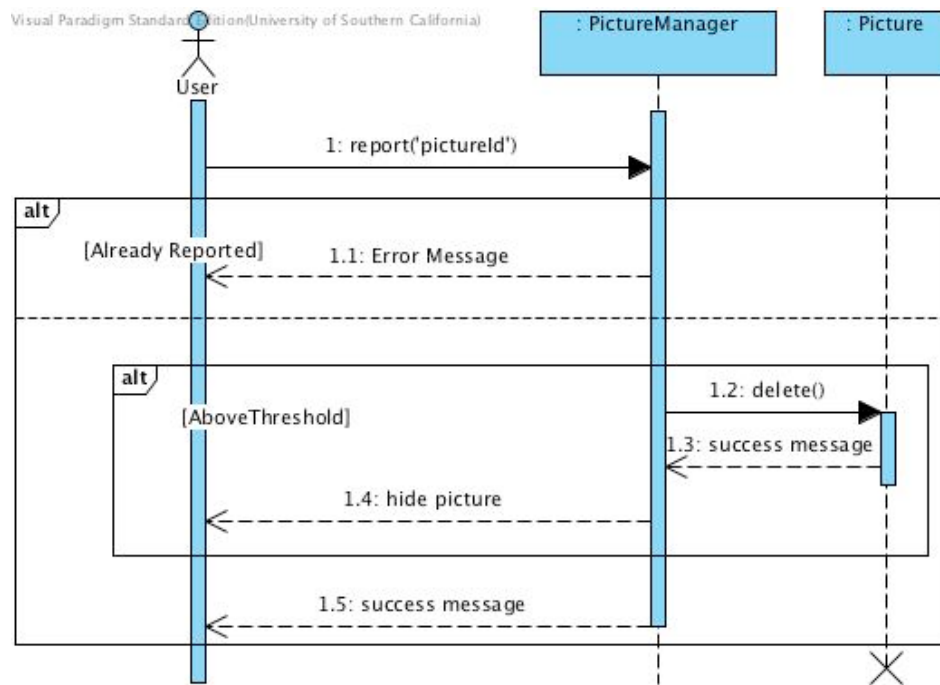 Visual Paradigm Standard Edition(University of Southern California)
: PictureManager
: Picture
User
1: report('pictureId')
alt
[Already Reported]
1.1: Error Message
alt
1.2: delete()
[AboveThreshold]
1.3: success message
1.4: hide picture
1.5: success message